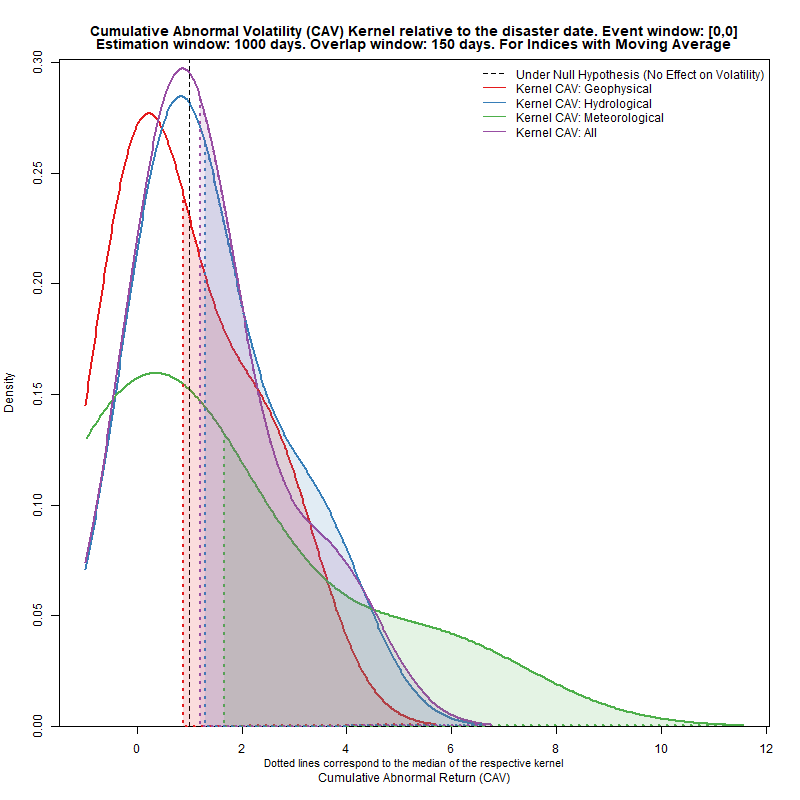 Cumulative Abnormal Volatility (CAV) Kernel relative to the disaster date. Event window: [0,0]
Estimation window: 1000 days. Overlap window: 150 days. For Indices with Moving Average
Under Null Hypothesis (No Effect on Volatility)
Kernel CAV: Geophysical
Kernel CAV: Hydrological
Kernel CAV: Meteorological
Kernel CAV: All
0.30
0.25
0.20
0.15
0.10
0.05
0.00
Density
0 2 4 6 8 10 12
Dotted lines correspond to the median of the respective kernel
Cumulative Abnormal Return (CAV)